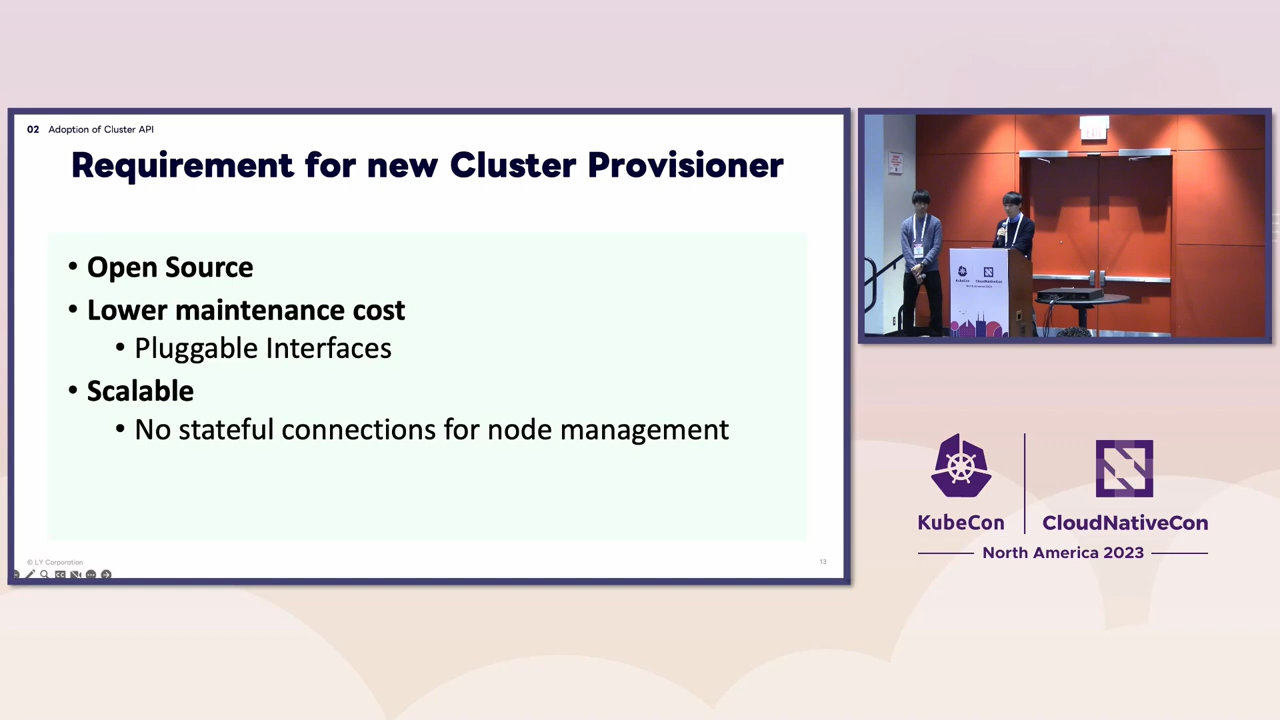 02 Adoption of Cluster API
Requirement for new Cluster Provisioner
• Open Source
• Lower maintenance cost
• Pluggable Interfaces
• Scalable
• No stateful connections for node management
© LY Corporation
13
KubeCon
CloudNativeCon
North America 2023